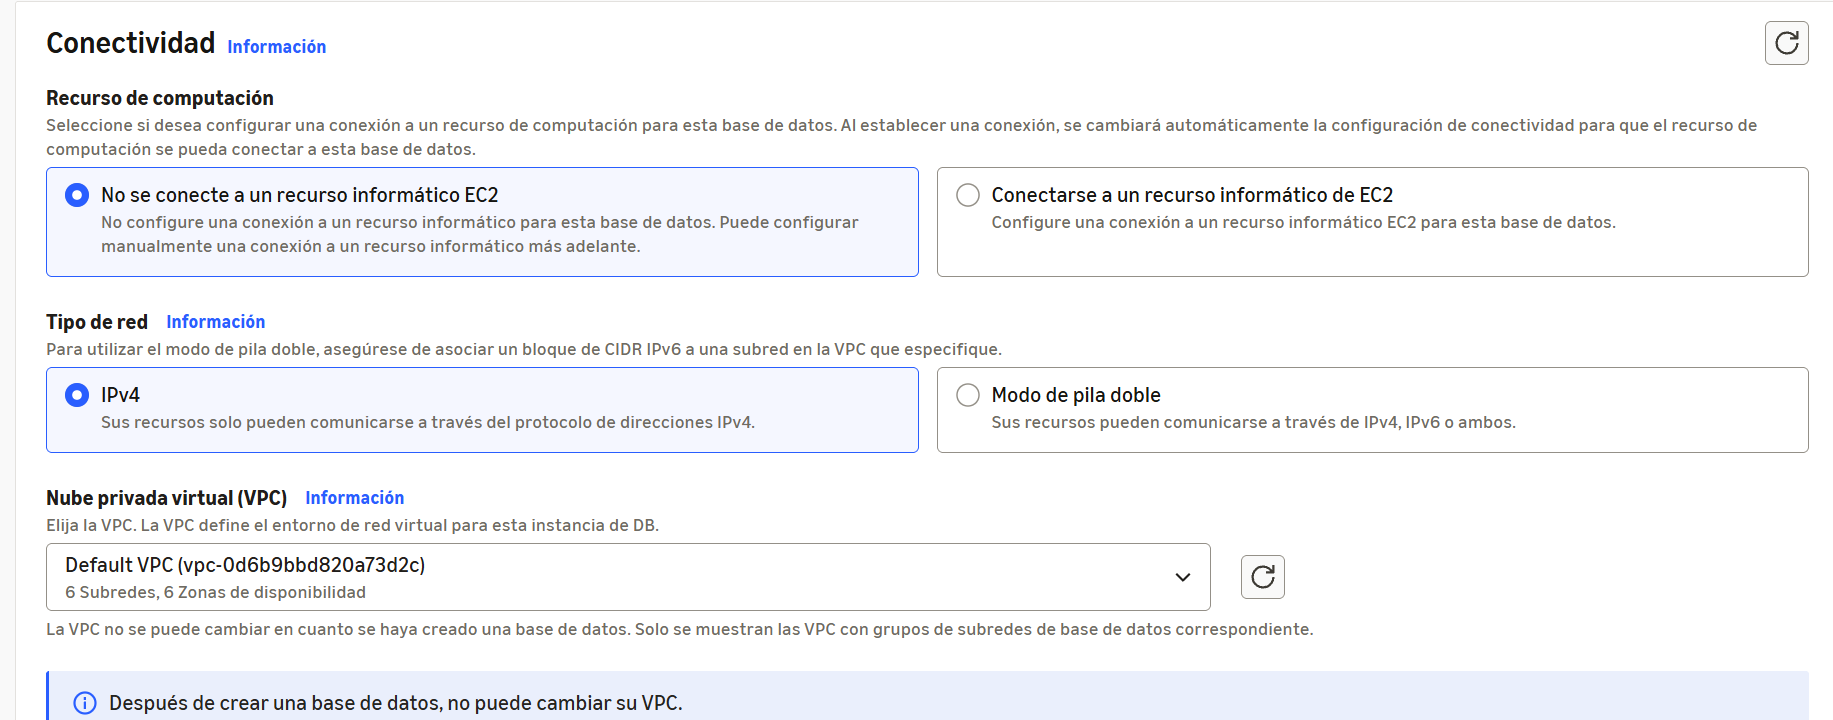 Conectividad Información
Recurso de computación
Seleccione si desea configurar una conexión a un recurso de computación para esta base de datos. Al establecer una conexión, se cambiará automáticamente la configuración de conectividad para que el recurso de
computación se pueda conectar a esta base de datos.
No se conecte a un recurso informático EC2
No configure una conexión a un recurso informático para esta base de datos. Puede configurar
manualmente una conexión a un recurso informático más adelante.
Conectarse a un recurso informático de EC2
Configure una conexión a un recurso informático EC2 para esta base de datos.
Tipo de red Información
Para utilizar el modo de pila doble, asegúrese de asociar un bloque de CIDR IPv6 a una subred en la VPC que especifique.
IPv4
Sus recursos solo pueden comunicarse a través del protocolo de direcciones IPv4.
Modo de pila doble
Sus recursos pueden comunicarse a través de IPv4, IPv6 o ambos.
Nube privada virtual (VPC) Información
Elija la VPC. La VPC define el entorno de red virtual para esta instancia de DB.
Default VPC (vpc-0d6b9bbd820a73d2c)
6 Subredes, 6 Zonas de disponibilidad
La VPC no se puede cambiar en cuanto se haya creado una base de datos. Solo se muestran las VPC con grupos de subredes de base de datos correspondiente.
Después de crear una base de datos, no puede cambiar su VPC.